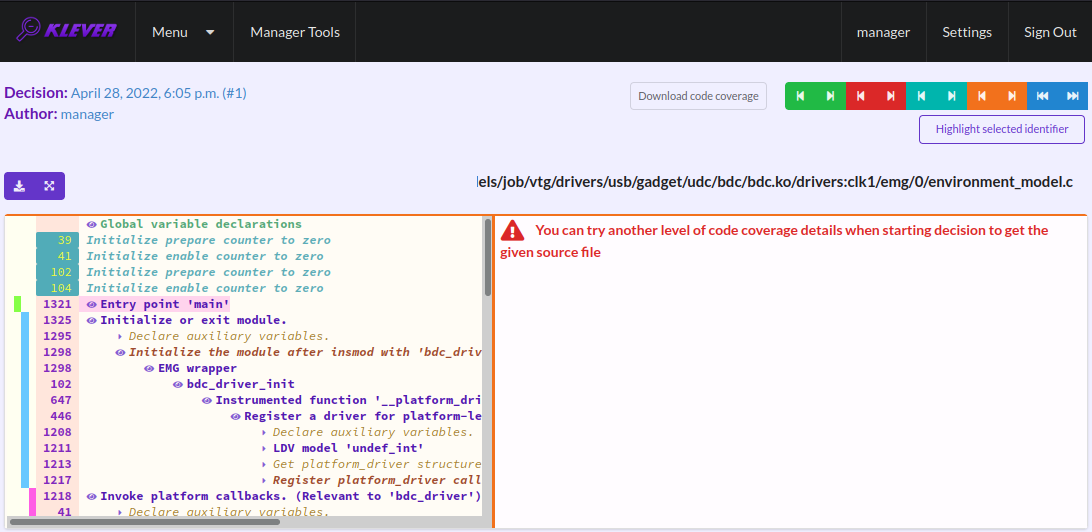 KLEVER Menu Manager Tools manager Settings Sign Out
Decision: April 28, 2022, 6:05 p.m. (#1)
Author: manager
Download code coverage
Highlight selected identifier
els/job/vtg/drivers/usb/gadget/udc/bdc/bdc.ko/drivers:clk1/emg/0/environment_model.c
Global variable declarations
39 Initialize prepare counter to zero
41 Initialize enable counter to zero
102 Initialize prepare counter to zero
104 Initialize enable counter to zero
1321 Entry point 'main'
1325 Initialize or exit module.
1295 Declare auxiliary variables.
1298 Initialize the module after insmod with 'bdc_driv
1298 EMG wrapper
102 bdc_driver_init
647 Instrumented function '__platform_dri
446 Register a driver for platform-le
1208 Declare auxiliary variables.
1211 LDV model 'undef_int'
1213 Get platform_driver structure
1217 Register platform_driver call
1218 Invoke platform callbacks. (Relevant to 'bdc_driver')
41 Declare auxiliary variables.
You can try another level of code coverage details when starting decision to get the
given source file